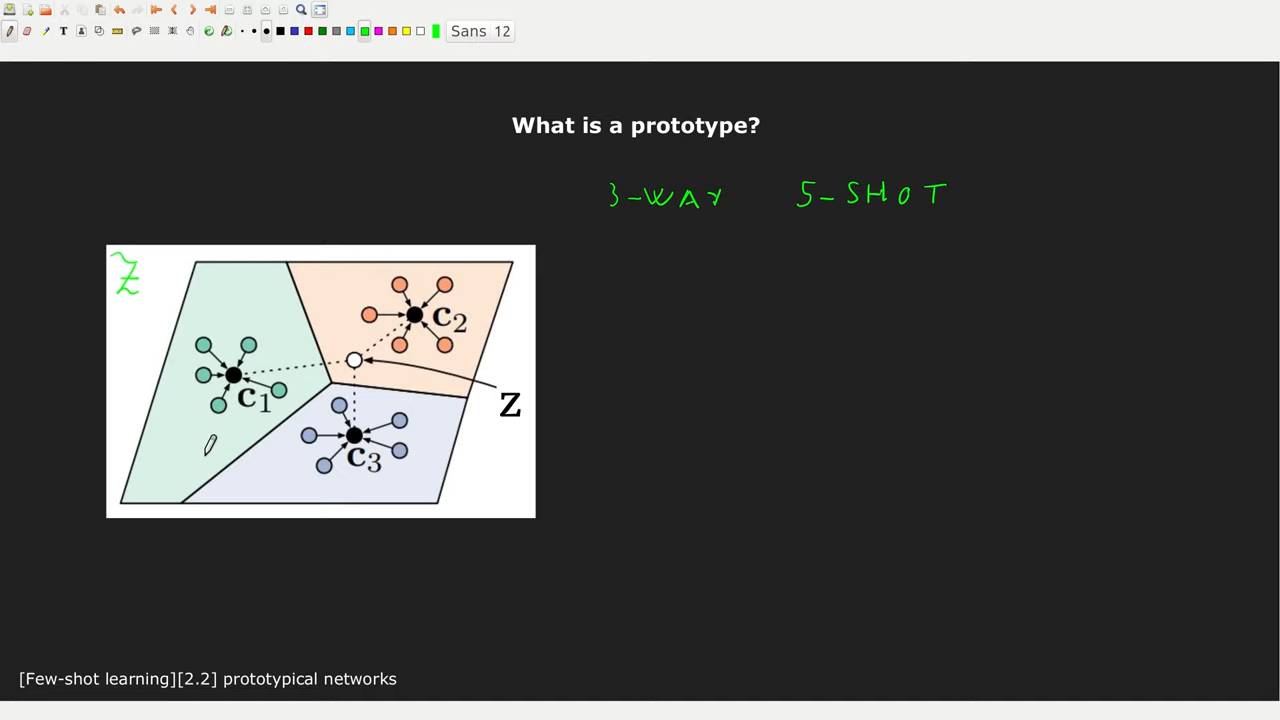 Sans 12
What is a prototype?
3-WAY 5-SHOT
Z
c2
c1
z
c3
[Few-shot learning][2.2] prototypical networks